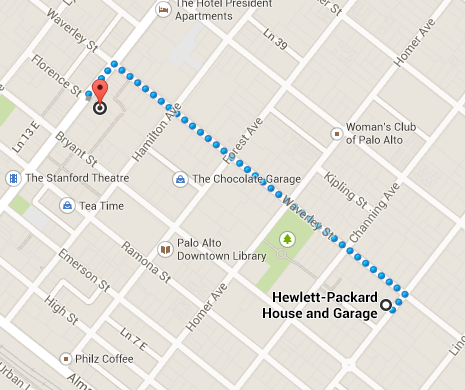 The Hotel President
Apartments
Waverley St
Ln 39
Homer Ave
Florence St
Hamilton Ave
Ln 13 E
Bryant St
Forest Ave
Woman's Club
of Palo Alto
The Stanford Theatre
The Chocolate Garage
Kipling St
Channing Ave
Tea Time
Waverley St
Palo Alto
Downtown Library
Emerson St
Ramona St
Homer Ave
Hewlett-Packard
House and Garage
High St
Ln 7 E
Philz Coffee
Alma
Urban